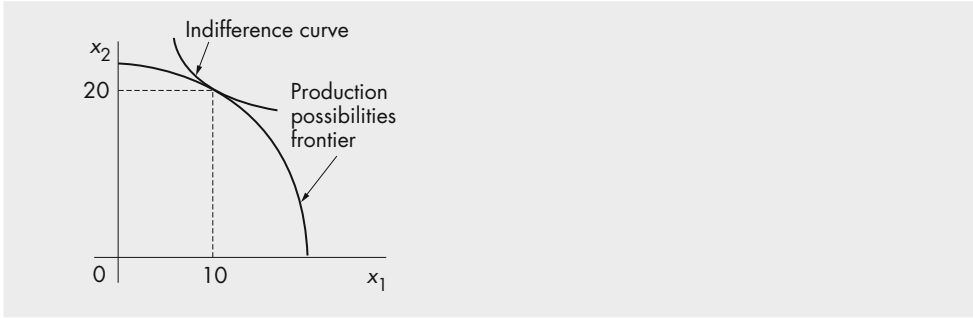 Indifference curve
x2
20
Production
possibilities
frontier
0
10
x1